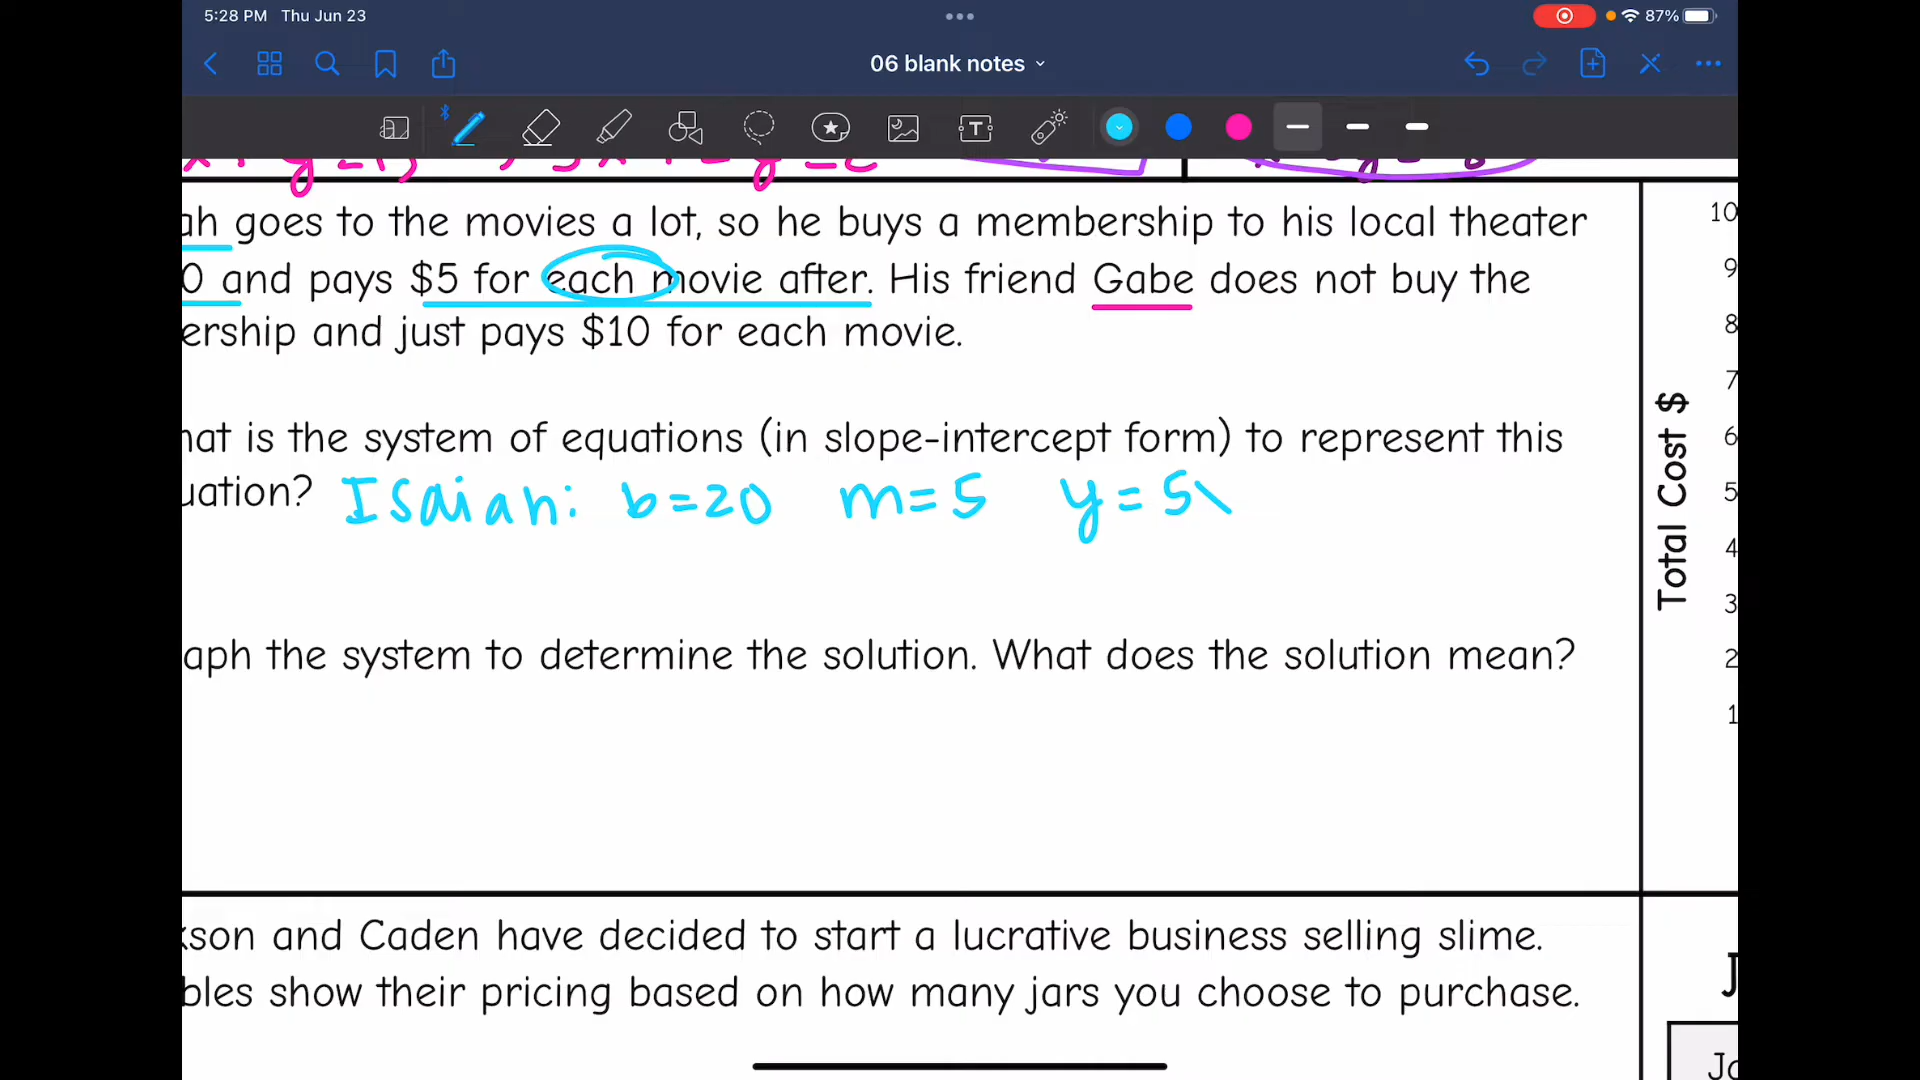 5:28 PM Thu Jun 23
87%
06 blank notes
ah goes to the movies a lot, so he buys a membership to his local theater
0 and pays $5 for each movie after. His friend Gabe does not buy the
ership and just pays $10 for each movie.
hat is the system of equations (in slope-intercept form) to represent this
uation? Isaiah: b=20 m=5 y=5
aph the system to determine the solution. What does the solution mean?
Total Cost $
10
9
8
7
6
5
4
3
2
1
kson and Caden have decided to start a lucrative business selling slime.
bles show their pricing based on how many jars you choose to purchase.
J
Ja